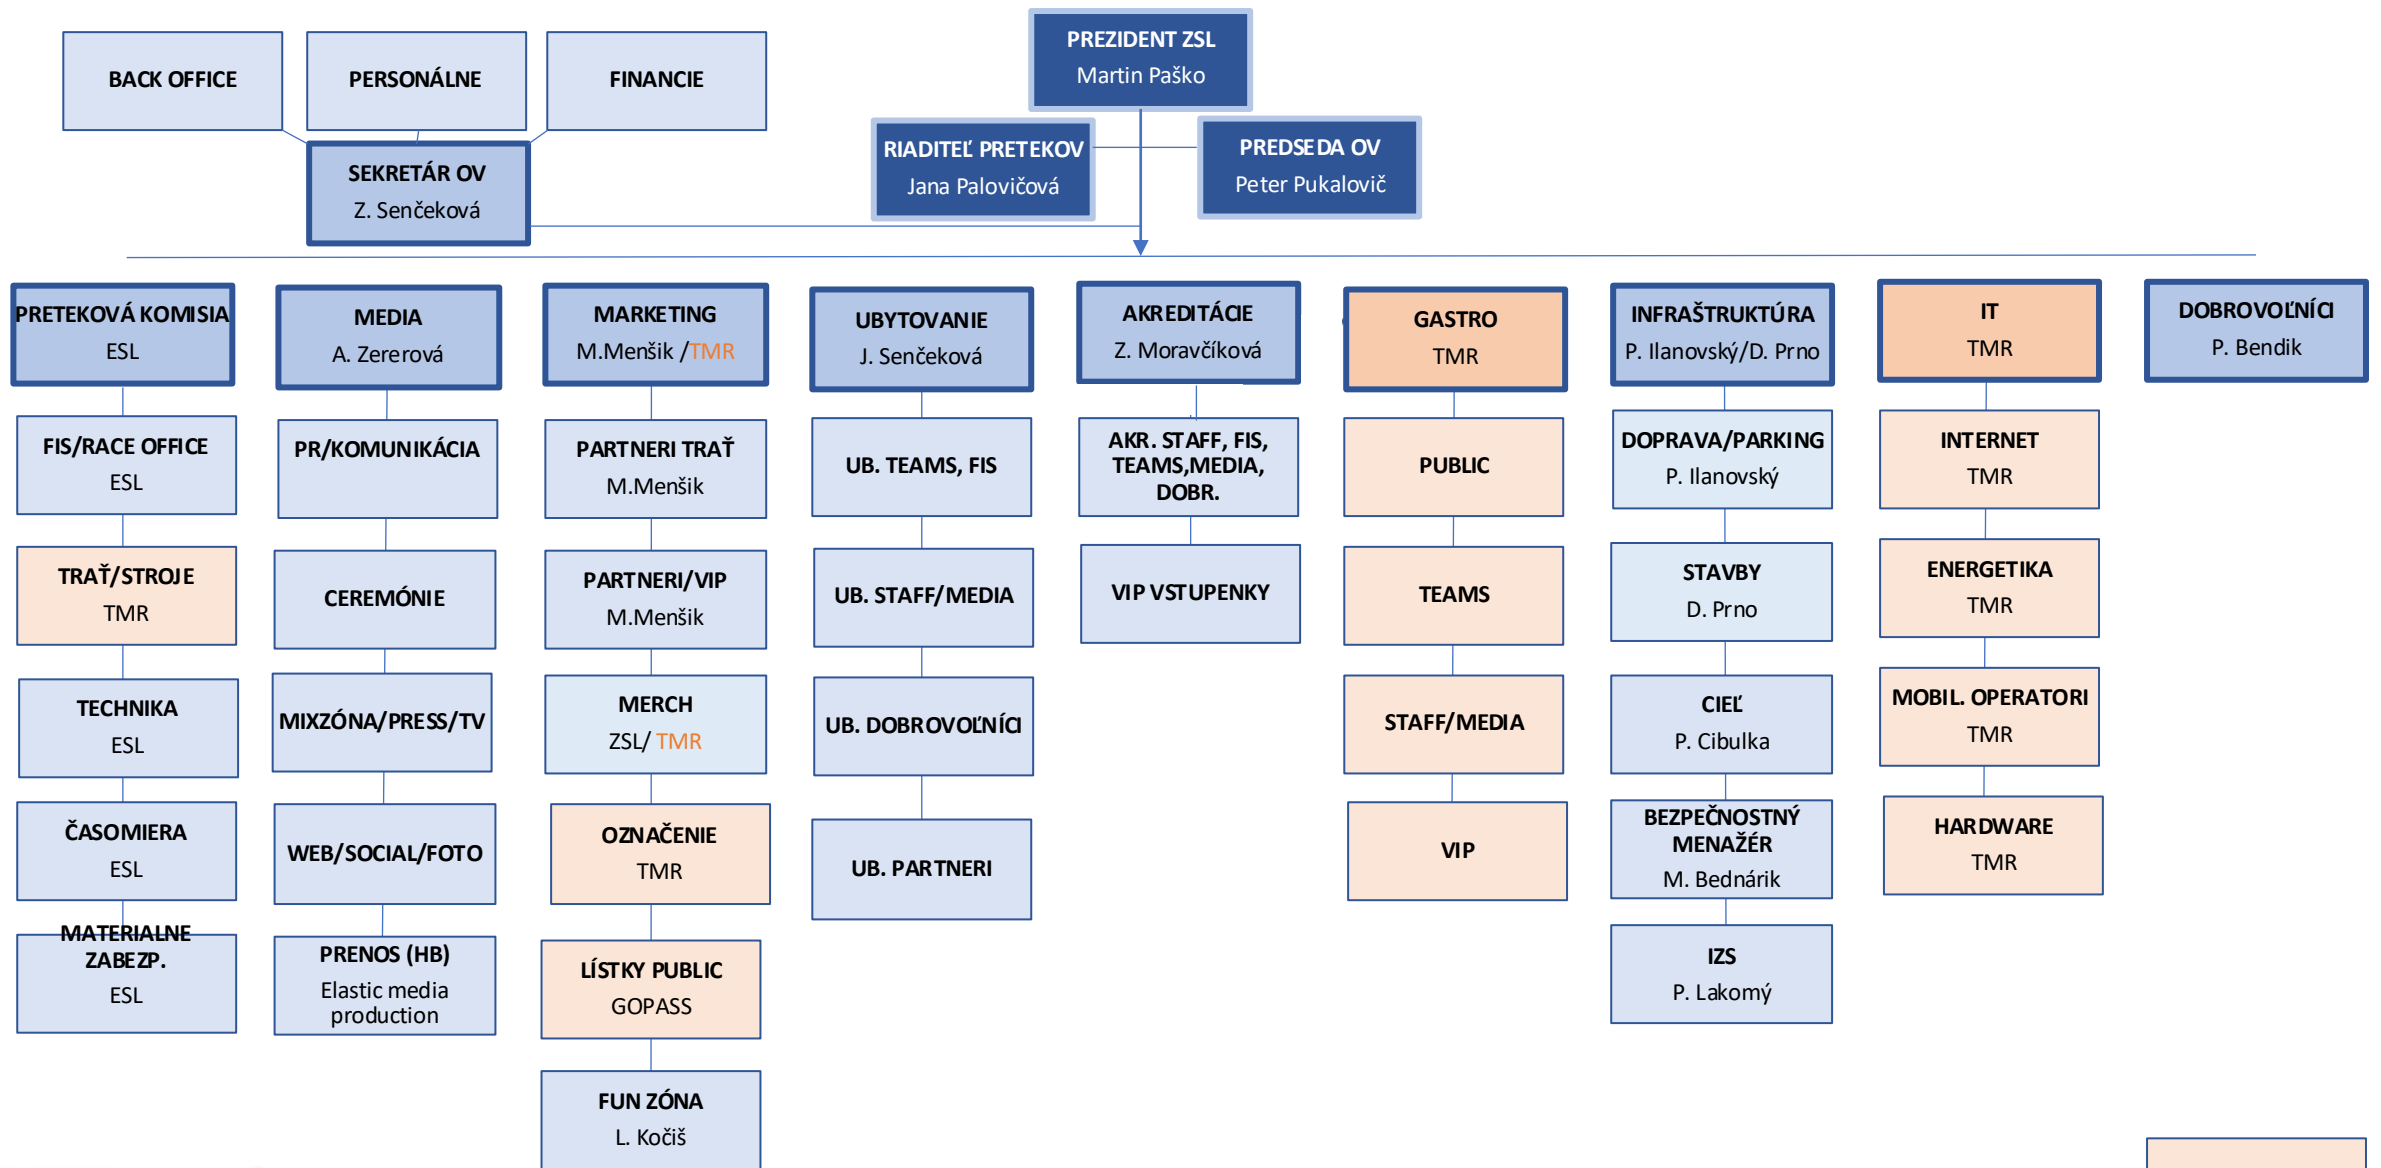 BACK OFFICE
PERSONÁLNE
FINANCIE
PREZIDENT ZSL
Martin Paško
RIADITEĽ PRETEKOV
Jana Palovičová
PREDSEDA OV
Peter Pukalovič
SEKRETÁR OV
Z. Senčeková
PRETEKOVÁ KOMISIA
ESL
FIS/RACE OFFICE
ESL
TRAŤ/STROJE
TMR
TECHNIKA
ESL
ČASOMIERA
ESL
MATERIALNE
ZABEZP.
ESL
MEDIA
A. Zererová
PR/KOMUNIKÁCIA
CEREMÓNIE
MIXZÓNA/PRESS/TV
WEB/SOCIAL/FOTO
PRENOS (HB)
Elastic media
production
MARKETING
M.Menšik /TMR
PARTNERI TRAŤ
M.Menšik
PARTNERI/VIP
M.Menšik
MERCH
ZSL/ TMR
OZNAČENIE
TMR
LÍSTKY PUBLIC
GOPASS
FUN ZÓNA
L. Kočiš
UBYTOVANIE
J. Senčeková
UB. TEAMS, FIS
UB. STAFF/MEDIA
UB. DOBROVOĽNÍCI
UB. PARTNERI
AKREDITÁCIE
Z. Moravčíková
AKR. STAFF, FIS,
TEAMS,MEDIA,
DOBR.
VIP VSTUPENKY
GASTRO
TMR
PUBLIC
TEAMS
STAFF/MEDIA
VIP
INFRAŠTRUKTÚRA
P. Ilanovský/D. Prno
DOPRAVA/PARKING
P. Ilanovský
STAVBY
D. Prno
CIEĽ
P. Cibulka
BEZPEČNOSTNÝ
MENAŽÉR
M. Bednárik
IZS
P. Lakomý
IT
TMR
INTERNET
TMR
ENERGETIKA
TMR
MOBIL. OPERATORI
TMR
HARDWARE
TMR
DOBROVOĽNÍCI
P. Bendik